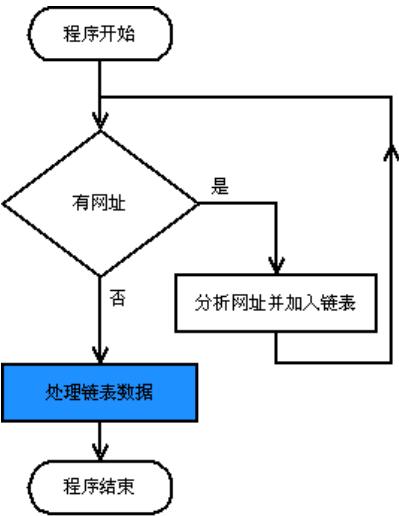 程序开始
有网址
是
分析网址并加入链表
否
处理链表数据
程序结束